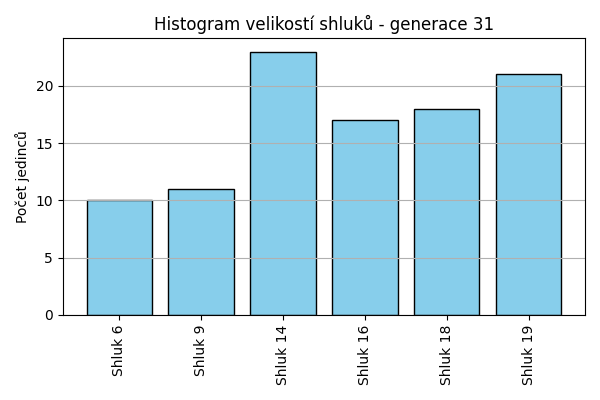 Histogram velikostí shluků - generace 31
Počet jedinců
20
15
10
5
0
Shluk 6
Shluk 9
Shluk 14
Shluk 16
Shluk 18
Shluk 19